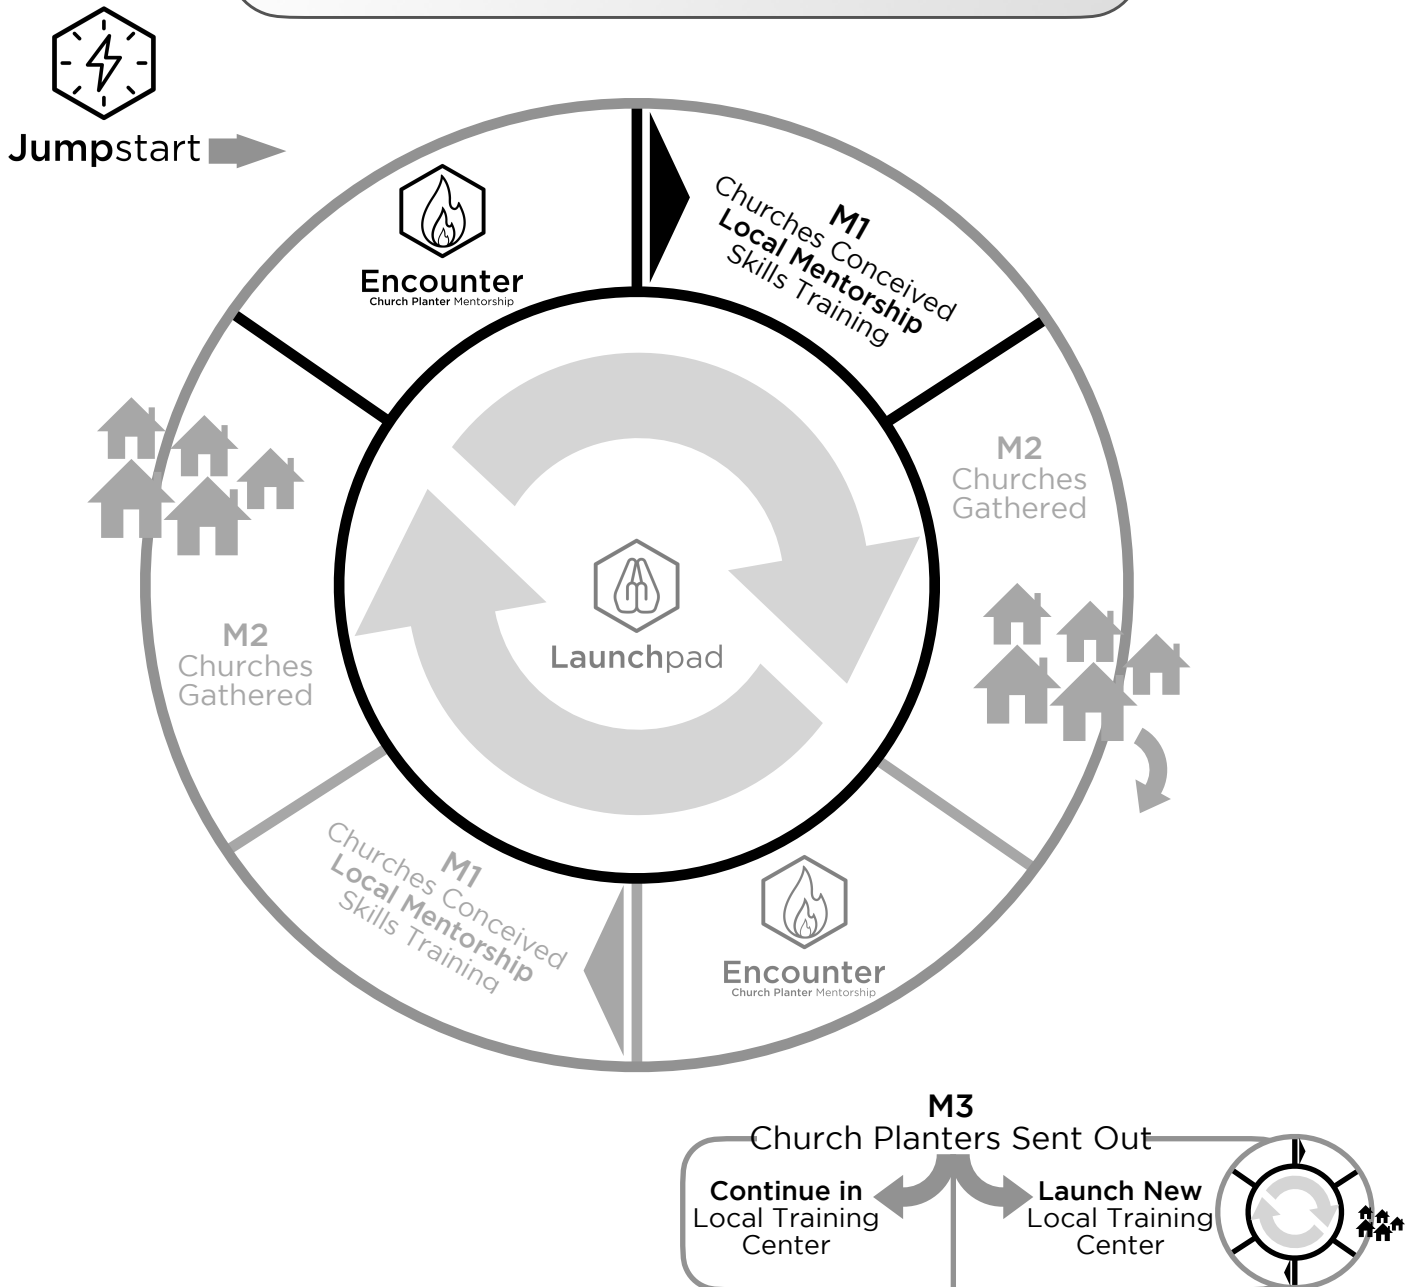 Jumpstart
Encounter
Church Planter Mentorship
M1
Churches Conceived
Local Mentorship
Skills Training
M2
Churches
Gathered
Launchpad
M2
Churches
Gathered
M1
Churches Conceived
Local Mentorship
Skills Training
Encounter
Church Planter Mentorship
M3
Church Planters Sent Out
Continue in
Local Training
Center
Launch New
Local Training
Center